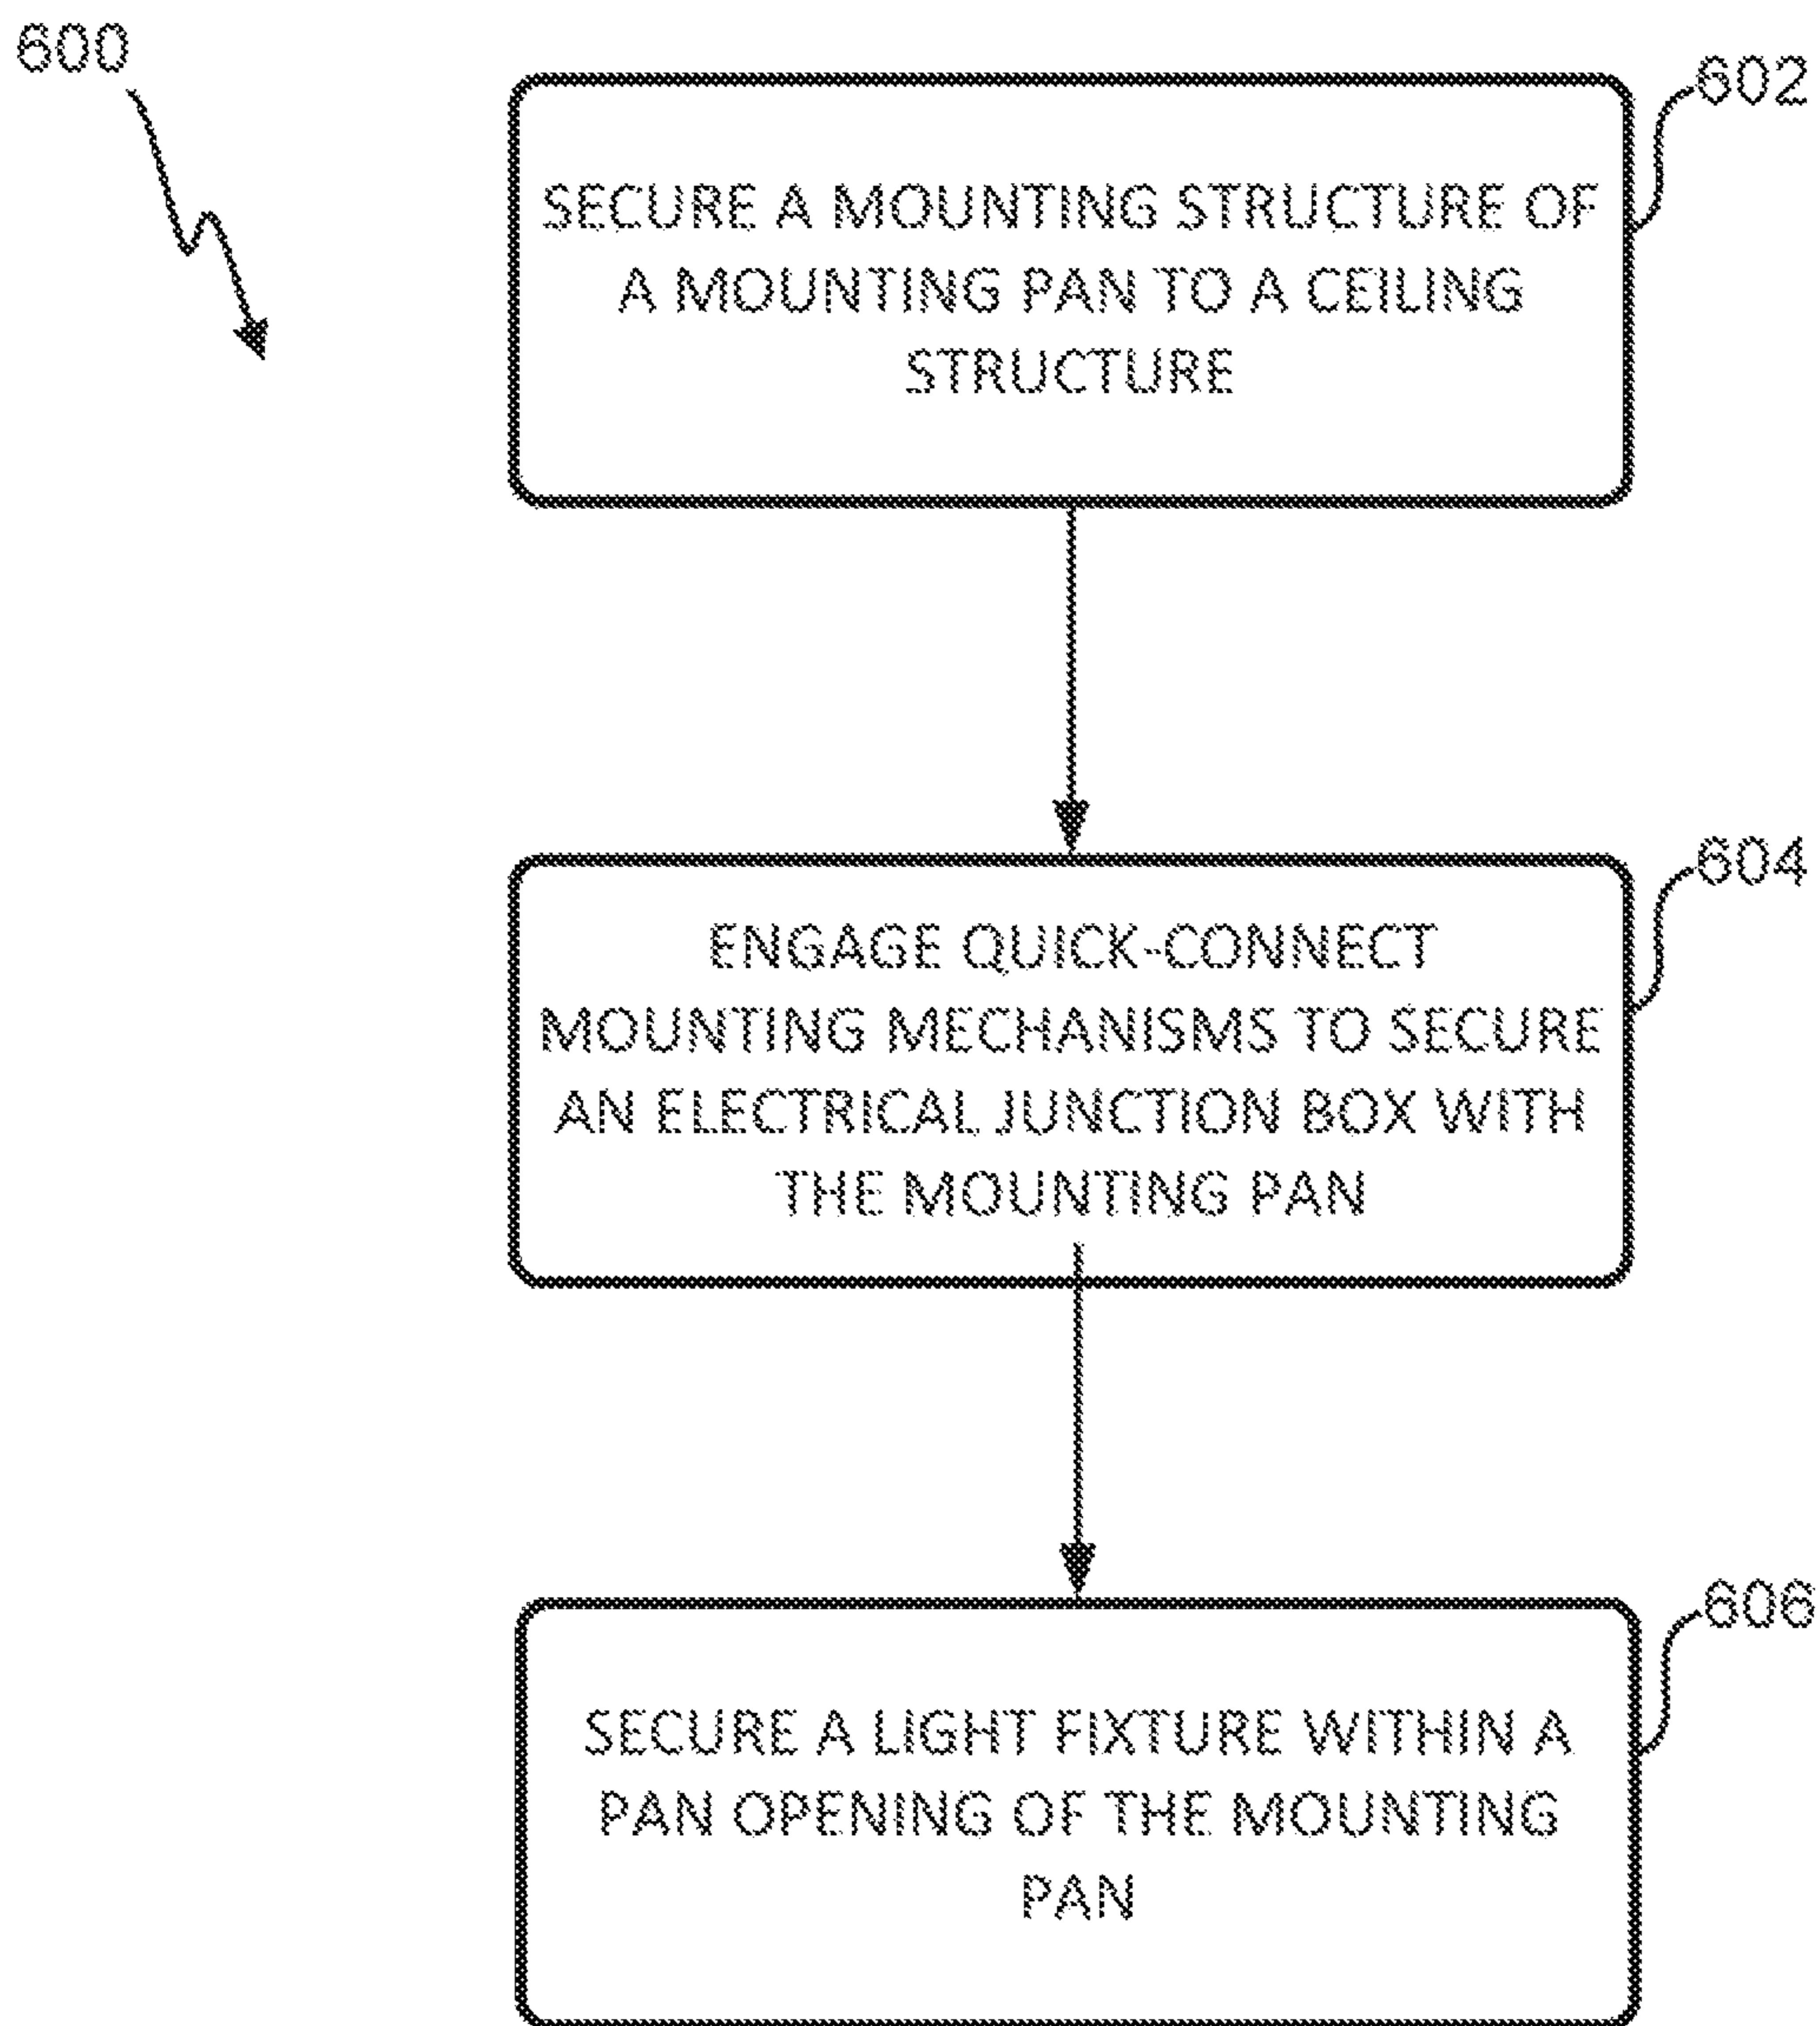 600
602
SECURE A MOUNTING STRUCTURE OF
A MOUNTING PAN TO A CEILING
STRUCTURE
604
ENGAGE QUICK-CONNECT
MOUNTING MECHANISMS TO SECURE
AN ELECTRICAL JUNCTION BOX WITH
THE MOUNTING PAN
606
SECURE A LIGHT FIXTURE WITHIN A
PAN OPENING OF THE MOUNTING
PAN